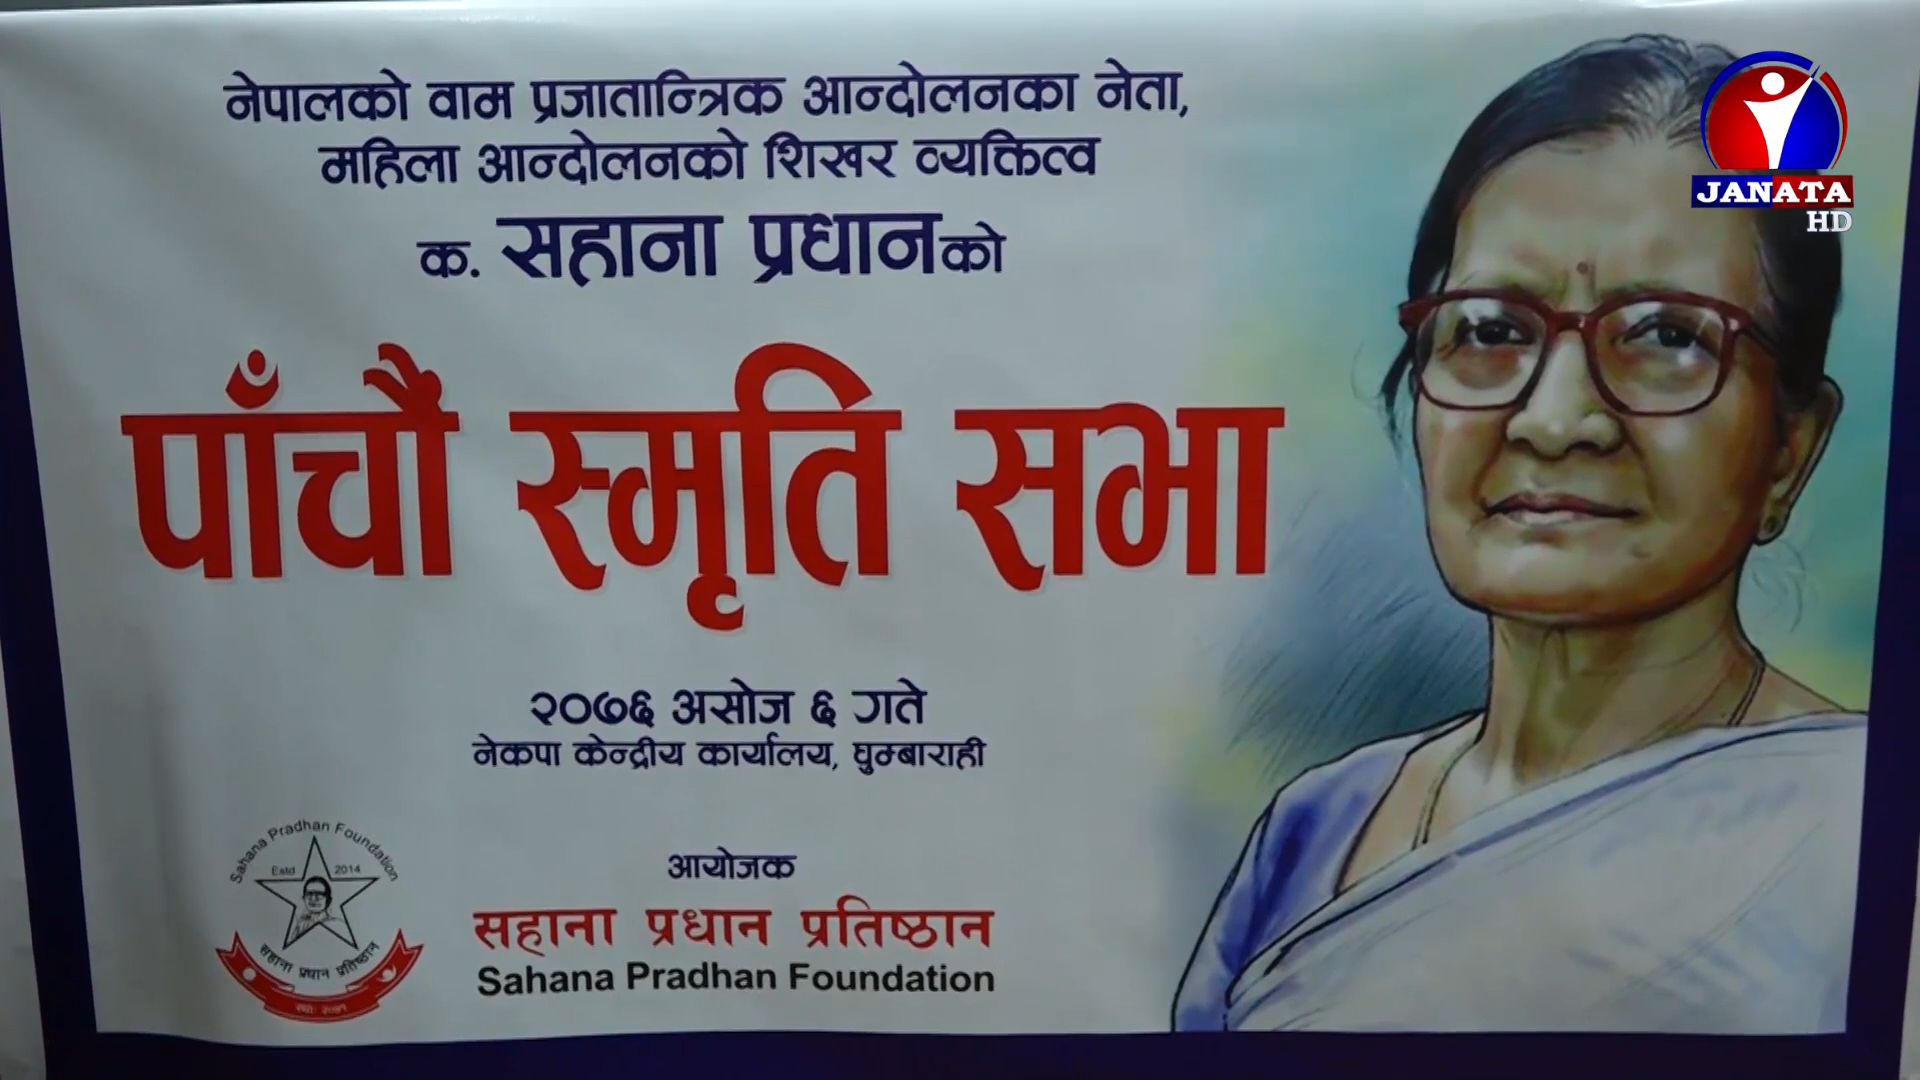 नेपालको वाम प्रजातान्त्रिक आन्दोलनका नेता,
महिला आन्दोलनको शिखर व्यक्तित्व
क. सहाना प्रधानको
पाँचौं स्मृति सभा
२०७६ असोज ६ गते
नेकपा केन्द्रीय कार्यालय, घुम्बाराही
आयोजक
सहाना प्रधान प्रतिष्ठान
Sahana Pradhan Foundation
Sahana Pradhan Foundation
Estd 2014
सहाना प्रधान प्रतिष्ठान
स्था: २०७१
JANATA
HD